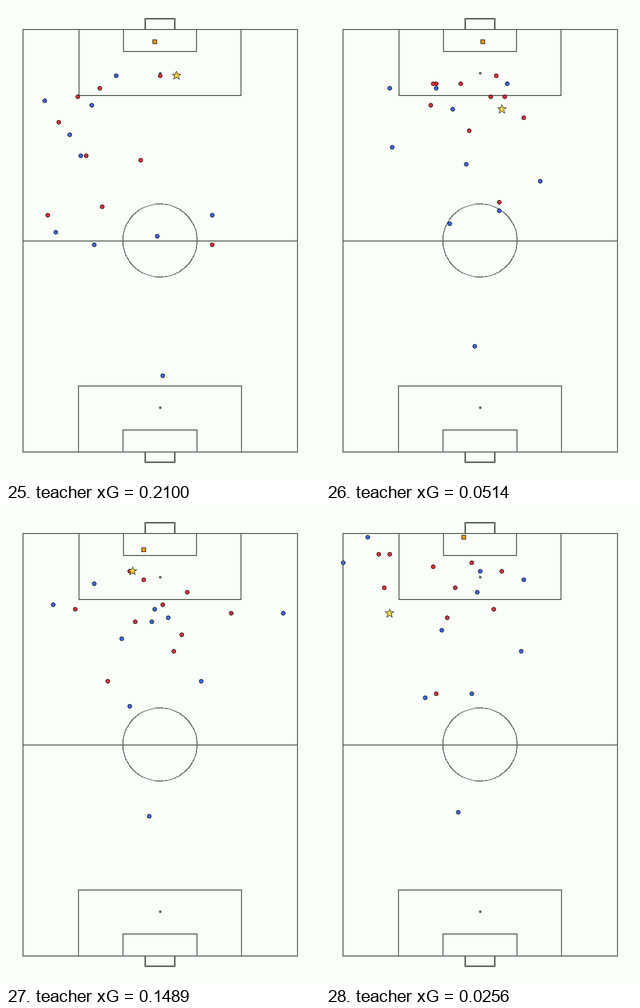 25. teacher xG = 0.2100
26. teacher xG = 0.0514
27. teacher xG = 0.1489
28. teacher xG = 0.0256